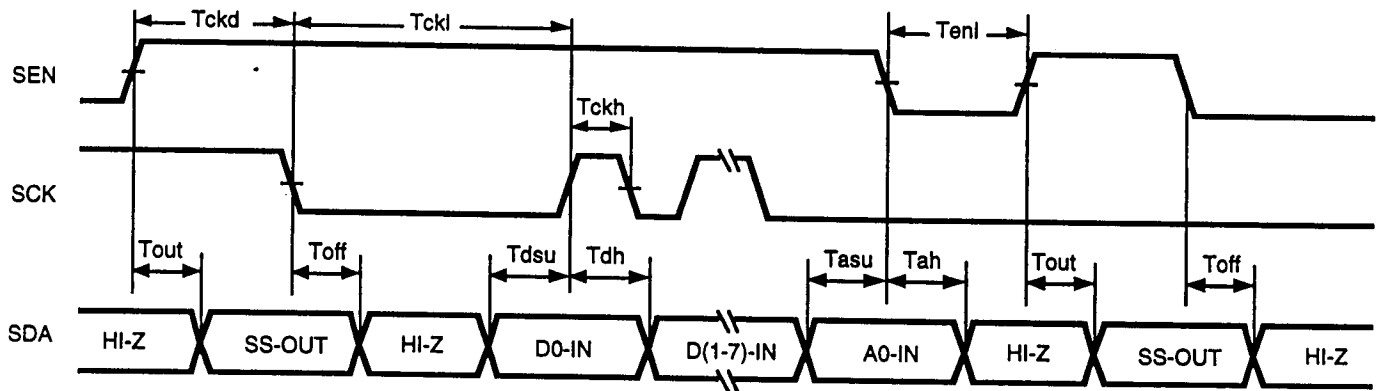 Tckd Tckl Tenl
SEN
Tckh
SCK
Tout Toff Tdsu Tdh Tasu Tah Tout Toff
SDA HI-Z SS-OUT HI-Z D0-IN D(1-7)-IN A0-IN HI-Z SS-OUT HI-Z